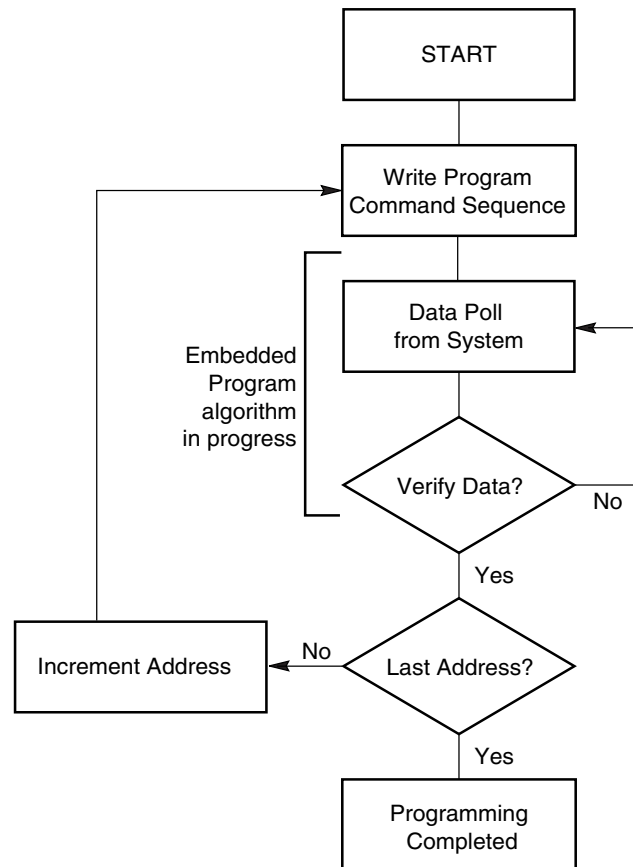 START
Write Program
Command Sequence
Data Poll
from System
Embedded
Program
algorithm
in progress
Verify Data?
No
Yes
Increment Address
No
Last Address?
Yes
Programming
Completed